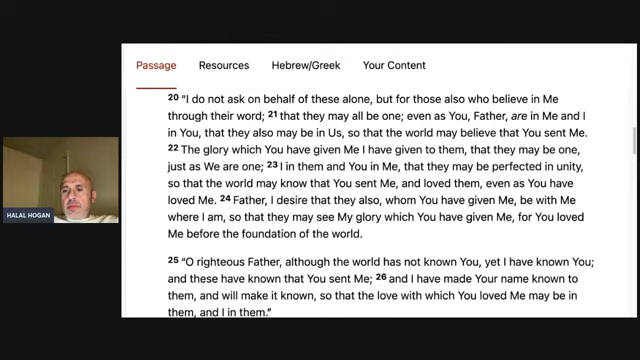 Passage Resources Hebrew/Greek Your Content
20 “I do not ask on behalf of these alone, but for those also who believe in Me
through their word; 21 that they may all be one; even as You, Father, are in Me and I
in You, that they also may be in Us, so that the world may believe that You sent Me.
22 The glory which You have given Me I have given to them, that they may be one,
just as We are one; 23 I in them and You in Me, that they may be perfected in unity,
so that the world may know that You sent Me, and loved them, even as You have
loved Me. 24 Father, I desire that they also, whom You have given Me, be with Me
where I am, so that they may see My glory which You have given Me, for You loved
Me before the foundation of the world.
25 “O righteous Father, although the world has not known You, yet I have known You;
and these have known that You sent Me; 26 and I have made Your name known to
them, and will make it known, so that the love with which You loved Me may be in
them, and I in them.”
HALAL HOGAN